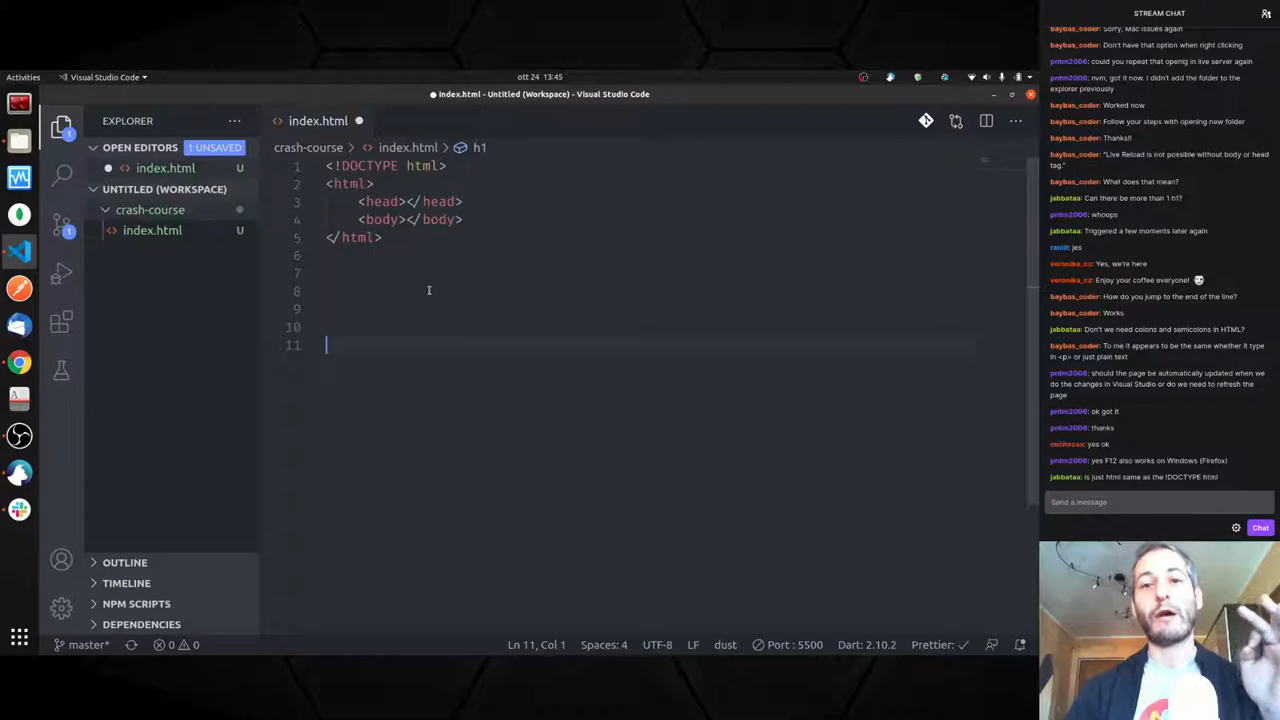 STREAM CHAT
baybas_coder: Sorry, Mac issues again
baybas_coder: Don't have that option when right clicking
pntm2006: could you repeat that openig in live server again
pntm2006: nvm, got it now. I didn't add the folder to the
explorer previously
baybas_coder: Worked now
baybas_coder: Follow your steps with opening new folder
baybas_coder: Thanks!!
baybas_coder: "Live Reload is not possible without body or head
tag."
baybas_coder: What does that mean?
jabbataa: Can there be more than 1 h1?
pntm2006: whoops
jabbataa: Triggered a few moments later again
ranjit: jes
veronika_cz: Yes, we're here
veronika_cz: Enjoy your coffee everyone!
baybas_coder: How do you jump to the end of the line?
baybas_coder: Works
jabbataa: Don't we need colons and semicolons in HTML?
baybas_coder: To me it appears to be the same whether it type
in <p> or just plain text
pntm2006: should the page be automatically updated when we
do the changes in Visual Studio or do we need to refresh the
page
pntm2006: ok got it
pntm2006: thanks
michscax: yes ok
pntm2006: yes F12 also works on Windows (Firefox)
jabbataa: is just html same as the !DOCTYPE html
Send a message
Chat
Activities
Visual Studio Code
ott 24 13:45
● index.html - Untitled (Workspace) - Visual Studio Code
EXPLORER
OPEN EDITORS 1 UNSAVED
index.html U
UNTITLED (WORKSPACE)
crash-course
index.html U
OUTLINE
TIMELINE
NPM SCRIPTS
DEPENDENCIES
1
1
index.html
crash-course > index.html > h1
1 <!DOCTYPE html>
2 <html>
3 <head></head>
4 <body></body>
5 </html>
6
7
8
9
10
11
master* 0 0 Ln 11, Col 1 Spaces: 4 UTF-8 LF dust Port : 5500 Dart: 2.10.2 Prettier: ✓